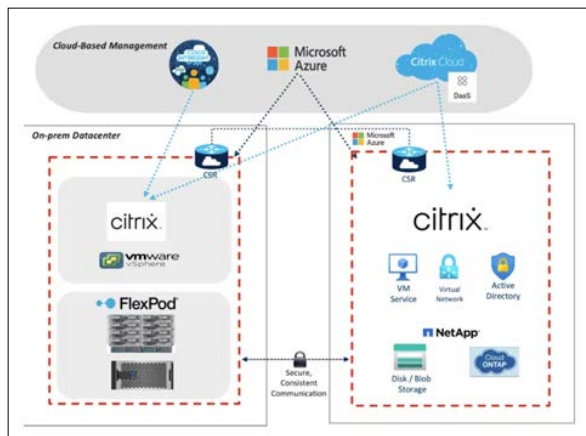 Cloud-Based Management
Microsoft
Azure
Citrix Cloud
DaaS
On-prem Datacenter
CSR
Microsoft
Azure
CSR
citrix
vmware
vSphere
FlexPod
citrix
VM
Service
Virtual
Network
Active
Directory
NetApp
Disk / Blob
Storage
Cloud
ONTAP
Secure,
Consistent
Communication